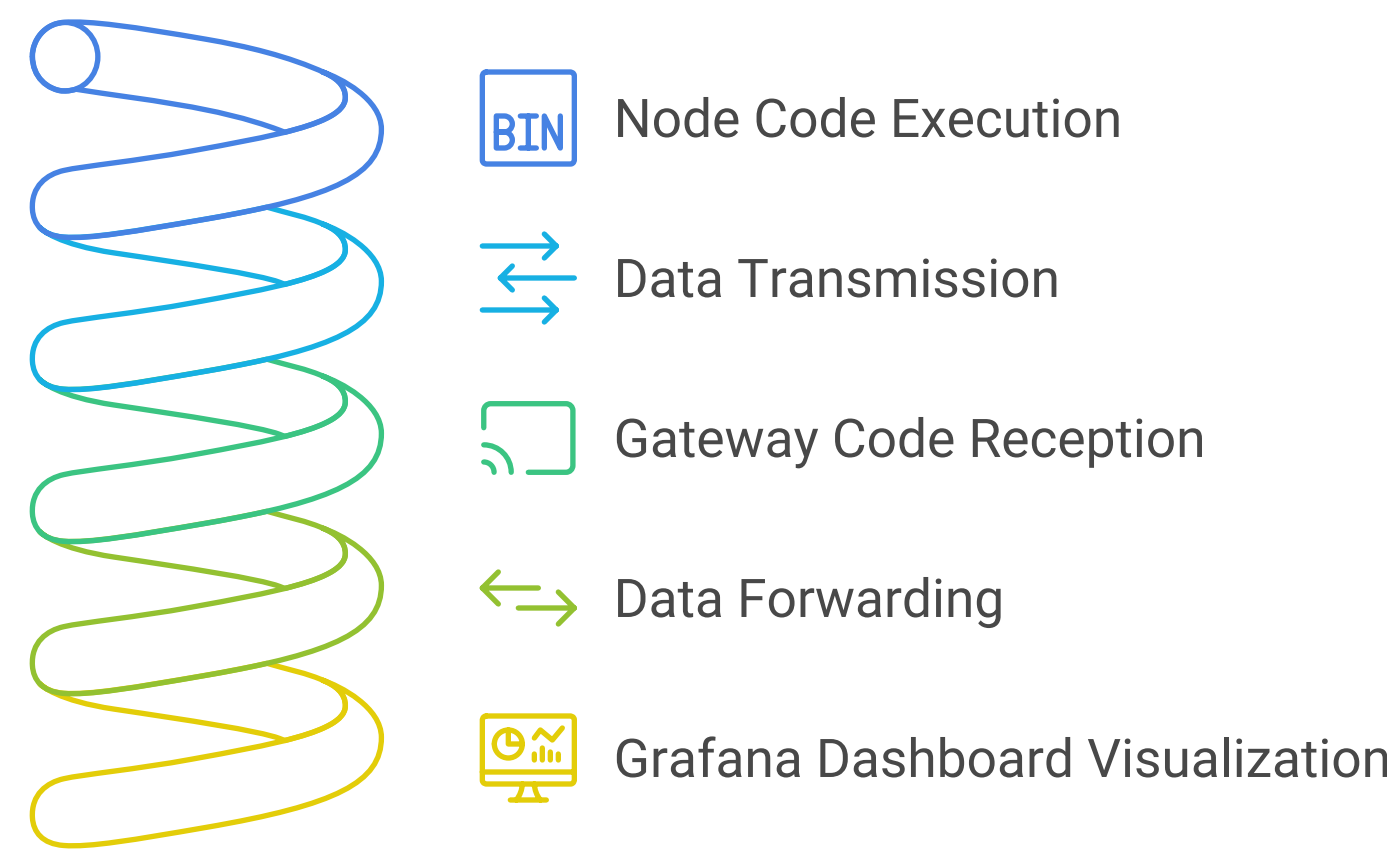 BIN
Node Code Execution
Data Transmission
Gateway Code Reception
Data Forwarding
Grafana Dashboard Visualization